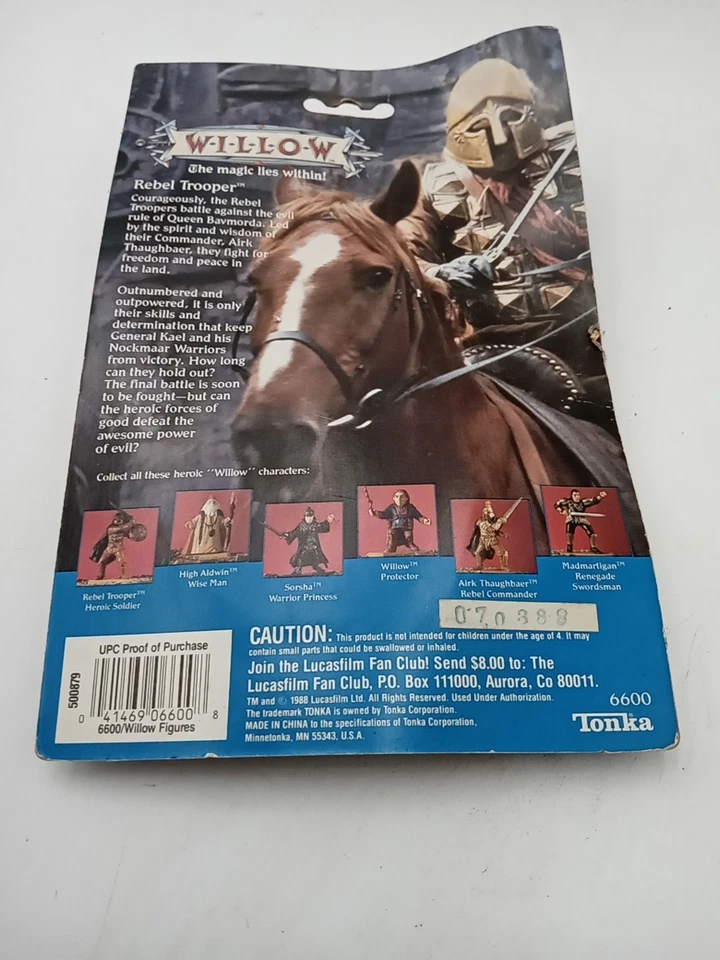 W·I·L·L·O·W™
The magic lies within!
Rebel Trooper™
Courageously, the Rebel
Troopers battle against the evil
rule of Queen Bavmorda. Led
by the spirit and wisdom of
their Commander, Airk
Thaughbaer, they fight for
freedom and peace in
the land.
Outnumbered and
outpowered, it is only
their skills and
determination that keep
General Kael and his
Nockmaar Warriors
from victory. How long
can they hold out?
The final battle is soon
to be fought—but can
the heroic forces of
good defeat the
awesome power
of evil?
Collect all these heroic "Willow" characters:
Rebel Trooper™
Heroic Soldier
High Aldwin™
Wise Man
Sorsha™
Warrior Princess
Willow™
Protector
Airk Thaughbaer™
Rebel Commander
Madmartigan™
Renegade
Swordsman
070888
UPC Proof of Purchase
500879
0 41469 06600 8
6600/Willow Figures
CAUTION: This product is not intended for children under the age of 4. It may
contain small parts that could be swallowed or inhaled.
Join the Lucasfilm Fan Club! Send $8.00 to: The
Lucasfilm Fan Club, P.O. Box 111000, Aurora, Co 80011.
TM and © 1988 Lucasfilm Ltd. All Rights Reserved. Used Under Authorization.
The trademark TONKA is owned by Tonka Corporation.
MADE IN CHINA to the specifications of Tonka Corporation,
Minnetonka, MN 55343, U.S.A.
6600
Tonka